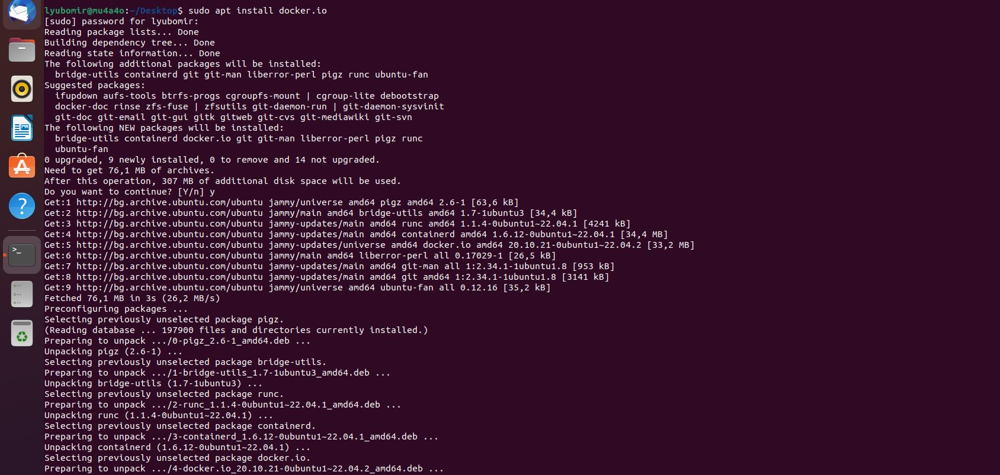 lyubomir@mu4a4o:~/Desktop$ sudo apt install docker.io
[sudo] password for lyubomir:
Reading package lists... Done
Building dependency tree... Done
Reading state information... Done
The following additional packages will be installed:
  bridge-utils containerd git git-man liberror-perl pigz runc ubuntu-fan
Suggested packages:
  ifupdown aufs-tools btrfs-progs cgroupfs-mount | cgroup-lite debootstrap
  docker-doc rinse zfs-fuse | zfsutils git-daemon-run | git-daemon-sysvinit
  git-doc git-email git-gui gitk gitweb git-cvs git-mediawiki git-svn
The following NEW packages will be installed:
  bridge-utils containerd docker.io git git-man liberror-perl pigz runc
  ubuntu-fan
0 upgraded, 9 newly installed, 0 to remove and 14 not upgraded.
Need to get 76,1 MB of archives.
After this operation, 307 MB of additional disk space will be used.
Do you want to continue? [Y/n] y
Get:1 http://bg.archive.ubuntu.com/ubuntu jammy/universe amd64 pigz amd64 2.6-1 [63,6 kB]
Get:2 http://bg.archive.ubuntu.com/ubuntu jammy/main amd64 bridge-utils amd64 1.7-1ubuntu3 [34,4 kB]
Get:3 http://bg.archive.ubuntu.com/ubuntu jammy-updates/main amd64 runc amd64 1.1.4-0ubuntu1~22.04.1 [4241 kB]
Get:4 http://bg.archive.ubuntu.com/ubuntu jammy-updates/main amd64 containerd amd64 1.6.12-0ubuntu1~22.04.1 [34,4 MB]
Get:5 http://bg.archive.ubuntu.com/ubuntu jammy-updates/universe amd64 docker.io amd64 20.10.21-0ubuntu1~22.04.2 [33,2 MB]
Get:6 http://bg.archive.ubuntu.com/ubuntu jammy/main amd64 liberror-perl all 0.17029-1 [26,5 kB]
Get:7 http://bg.archive.ubuntu.com/ubuntu jammy-updates/main amd64 git-man all 1:2.34.1-1ubuntu1.8 [953 kB]
Get:8 http://bg.archive.ubuntu.com/ubuntu jammy-updates/main amd64 git amd64 1:2.34.1-1ubuntu1.8 [3141 kB]
Get:9 http://bg.archive.ubuntu.com/ubuntu jammy/universe amd64 ubuntu-fan all 0.12.16 [35,2 kB]
Fetched 76,1 MB in 3s (26,2 MB/s)
Preconfiguring packages ...
Selecting previously unselected package pigz.
(Reading database ... 197900 files and directories currently installed.)
Preparing to unpack .../0-pigz_2.6-1_amd64.deb ...
Unpacking pigz (2.6-1) ...
Selecting previously unselected package bridge-utils.
Preparing to unpack .../1-bridge-utils_1.7-1ubuntu3_amd64.deb ...
Unpacking bridge-utils (1.7-1ubuntu3) ...
Selecting previously unselected package runc.
Preparing to unpack .../2-runc_1.1.4-0ubuntu1~22.04.1_amd64.deb ...
Unpacking runc (1.1.4-0ubuntu1~22.04.1) ...
Selecting previously unselected package containerd.
Preparing to unpack .../3-containerd_1.6.12-0ubuntu1~22.04.1_amd64.deb ...
Unpacking containerd (1.6.12-0ubuntu1~22.04.1) ...
Selecting previously unselected package docker.io.
Preparing to unpack .../4-docker.io_20.10.21-0ubuntu1~22.04.2_amd64.deb ...